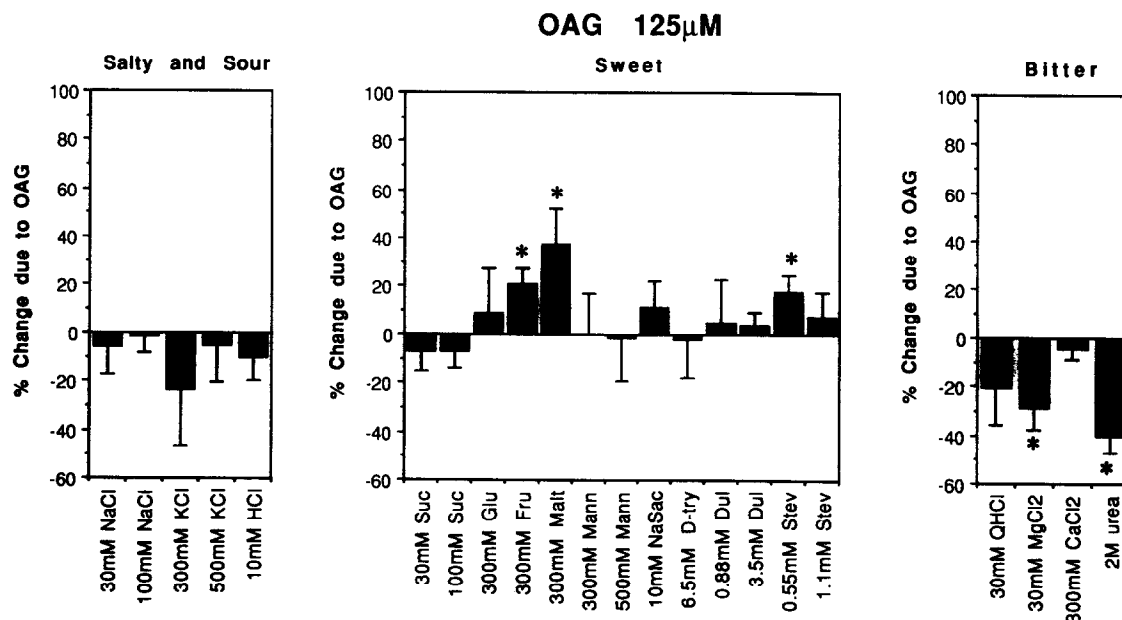 OAG 125µM
Salty and Sour
% Change due to OAG
100
80
60
40
20
0
-20
-40
-60
30mM NaCl
100mM NaCl
300mM KCl
500mM KCl
10mM HCl
Sweet
% Change due to OAG
100
80
60
40
20
0
-20
-40
-60
*
*
*
30mM Suc
100mM Suc
300mM Glu
300mM Fru
300mM Malt
300mM Mann
500mM Mann
10mM NaSac
6.5mM D-try
0.88mM Dul
3.5mM Dul
0.55mM Stev
1.1mM Stev
Bitter
% Change due to OAG
100
80
60
40
20
0
-20
-40
-60
*
*
30mM QHCl
30mM MgCl2
300mM CaCl2
2M urea